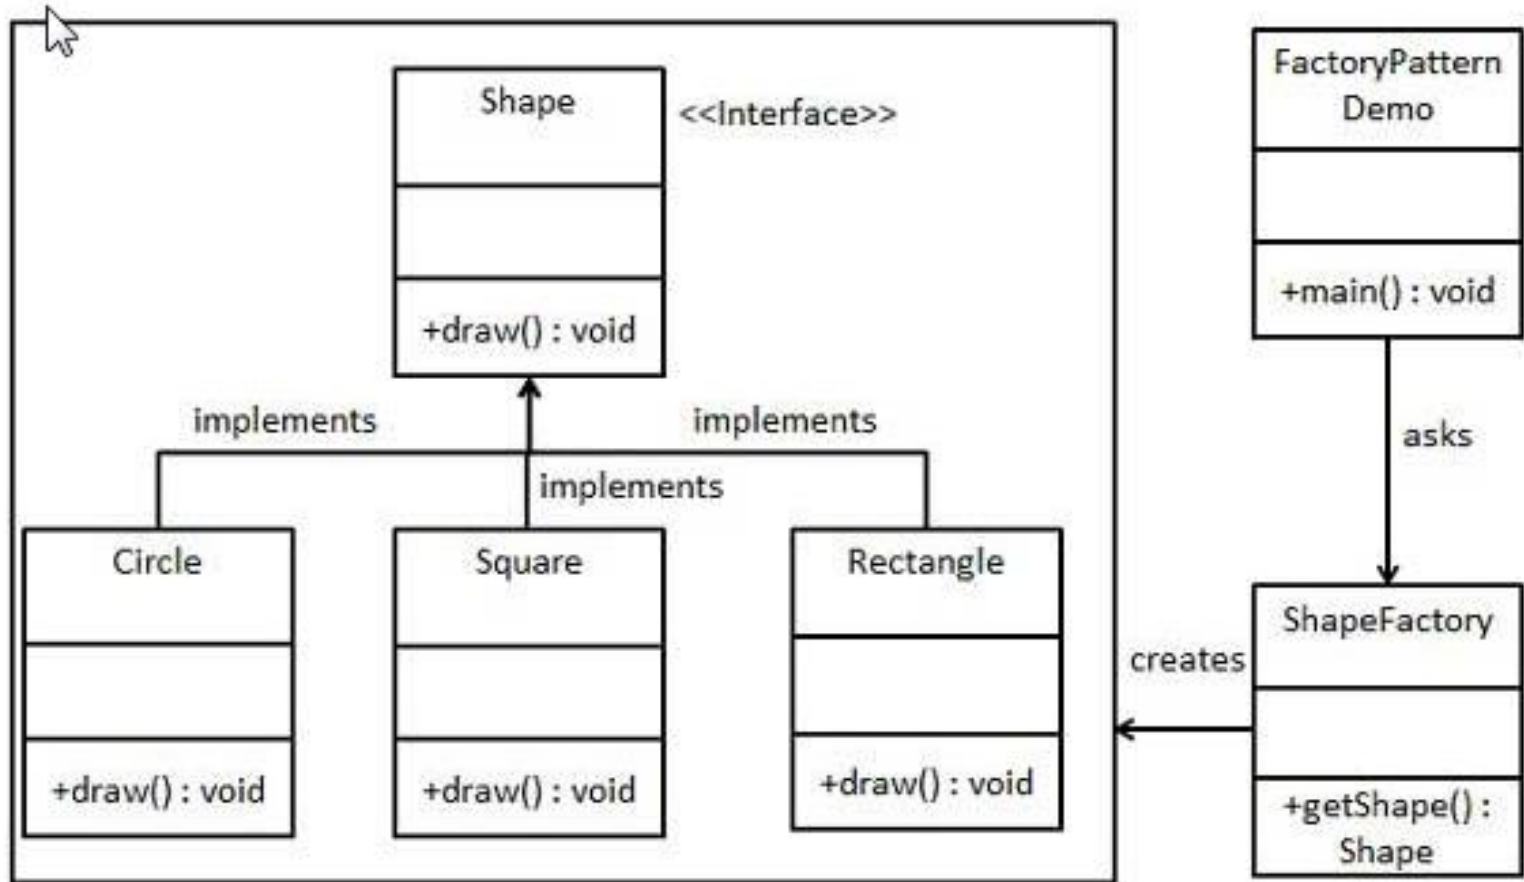 Shape
<<Interface>>
+draw() : void
implements
implements
implements
Circle
+draw() : void
Square
+draw() : void
Rectangle
+draw() : void
FactoryPattern
Demo
+main() : void
asks
ShapeFactory
+getShape() :
Shape
creates